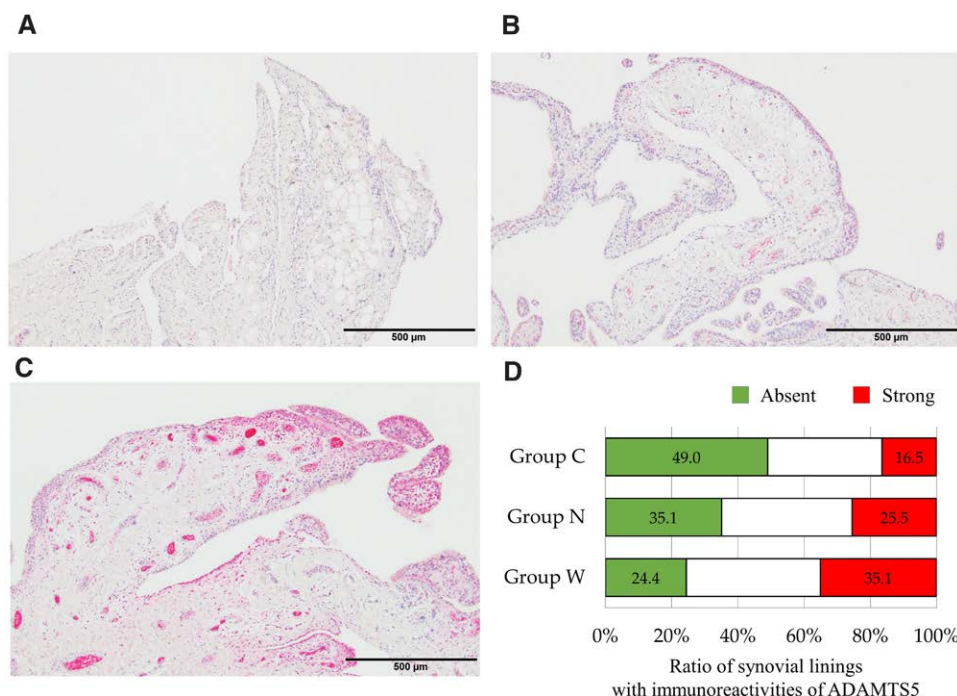 A
B
500 µm
500 µm
C
D
Absent
Strong
Group C
49.0
16.5
Group N
35.1
25.5
Group W
24.4
35.1
500 µm
0% 20% 40% 60% 80% 100%
Ratio of synovial linings
with immunoreactivities of ADAMTS5